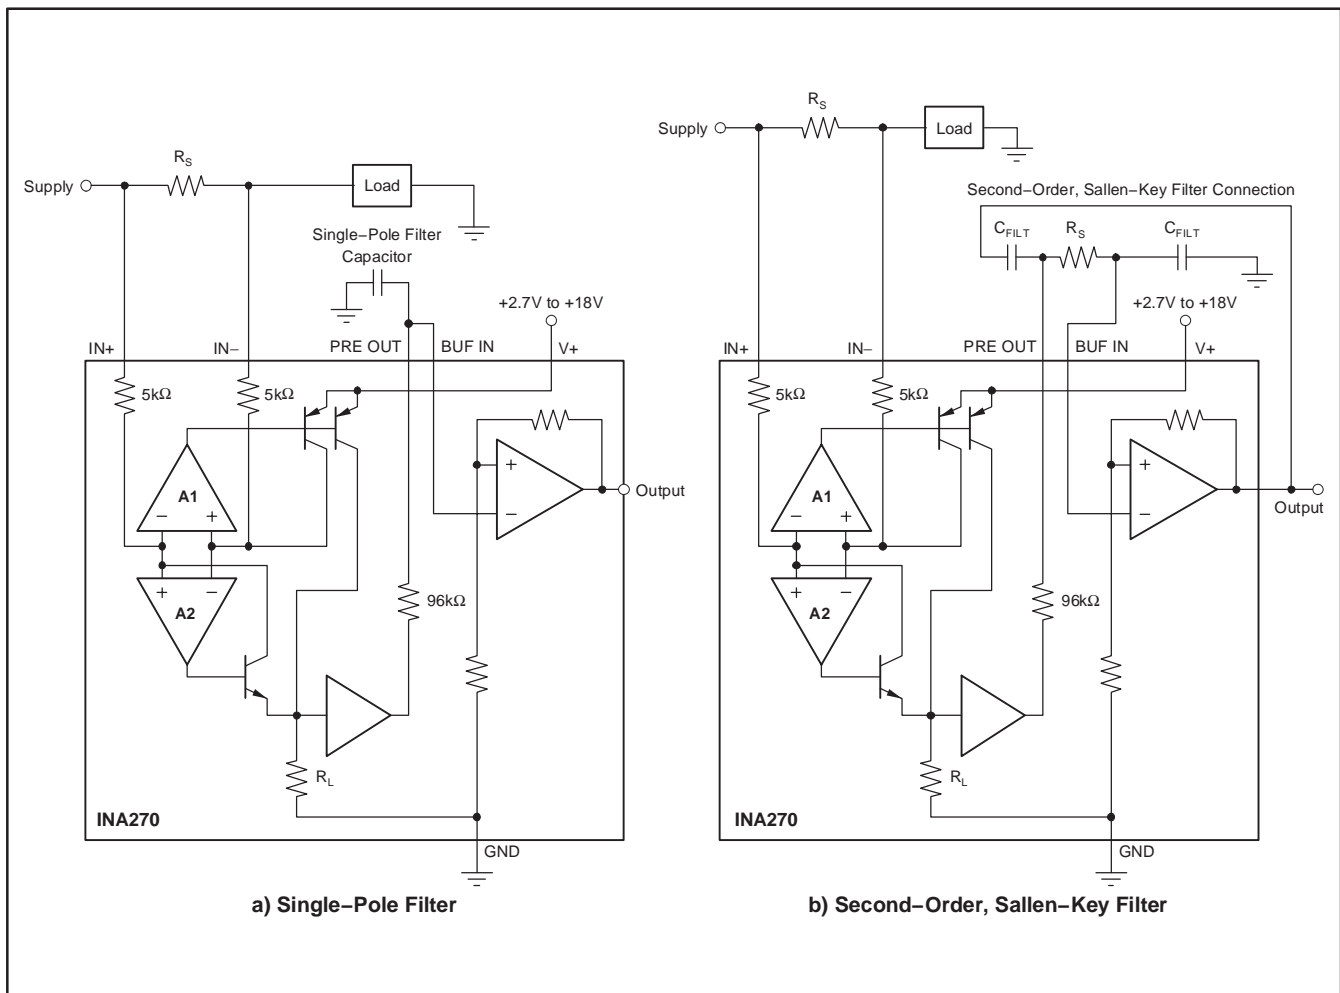 Supply
R_S
Load
Single−Pole Filter
Capacitor
+2.7V to +18V
IN+
IN−
PRE OUT
BUF IN
V+
5kΩ
5kΩ
A1
−
+
+
−
A2
+
−
Output
96kΩ
R_L
INA270
GND
a) Single−Pole Filter
Supply
R_S
Load
Second−Order, Sallen−Key Filter Connection
C_FILT
R_S
C_FILT
+2.7V to +18V
IN+
IN−
PRE OUT
BUF IN
V+
5kΩ
5kΩ
A1
−
+
+
−
A2
+
−
Output
96kΩ
R_L
INA270
GND
b) Second−Order, Sallen−Key Filter